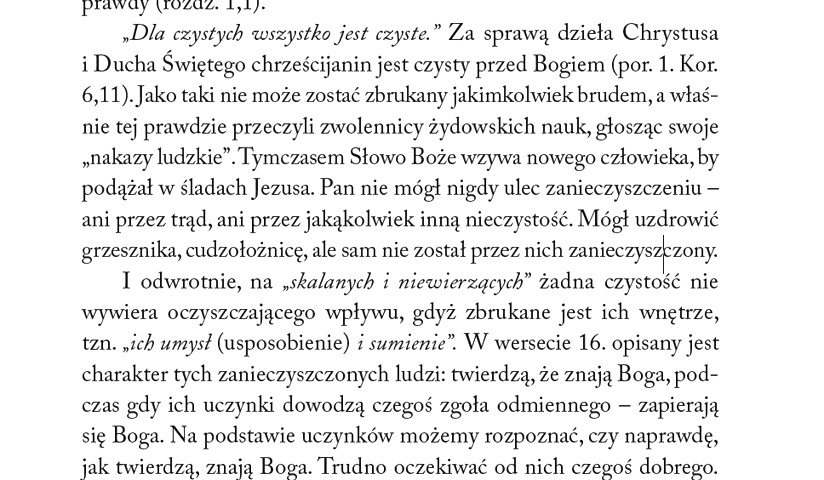 prawdy (rozdz. 1,1).
„Dla czystych wszystko jest czyste.” Za sprawą dzieła Chrystusa
i Ducha Świętego chrześcijanin jest czysty przed Bogiem (por. 1. Kor.
6,11). Jako taki nie może zostać zbrukany jakimkolwiek brudem, a właś-
nie tej prawdzie przeczyli zwolennicy żydowskich nauk, głosząc swoje
„nakazy ludzkie”. Tymczasem Słowo Boże wzywa nowego człowieka, by
podążał w śladach Jezusa. Pan nie mógł nigdy ulec zanieczyszczeniu –
ani przez trąd, ani przez jakąkolwiek inną nieczystość. Mógł uzdrowić
grzesznika, cudzołożnicę, ale sam nie został przez nich zanieczyszczony.
I odwrotnie, na „skalanych i niewierzących” żadna czystość nie
wywiera oczyszczającego wpływu, gdyż zbrukane jest ich wnętrze,
tzn. „ich umysł (usposobienie) i sumienie”. W wersecie 16. opisany jest
charakter tych zanieczyszczonych ludzi: twierdzą, że znają Boga, pod-
czas gdy ich uczynki dowodzą czegoś zgoła odmiennego – zapierają
się Boga. Na podstawie uczynków możemy rozpoznać, czy naprawdę,
jak twierdzą, znają Boga. Trudno oczekiwać od nich czegoś dobrego.